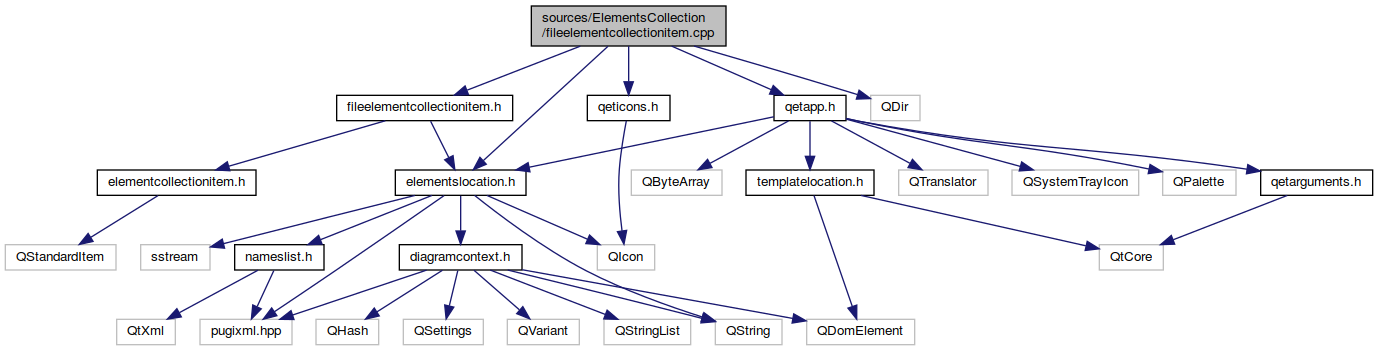 sources/ElementsCollection
/fileelementcollectionitem.cpp
fileelementcollectionitem.h
qeticons.h
qetapp.h
QDir
elementcollectionitem.h
elementslocation.h
QByteArray
templatelocation.h
QTranslator
QSystemTrayIcon
QPalette
qetarguments.h
QStandardItem
sstream
nameslist.h
diagramcontext.h
QIcon
QtCore
QtXml
pugixml.hpp
QHash
QSettings
QVariant
QStringList
QString
QDomElement